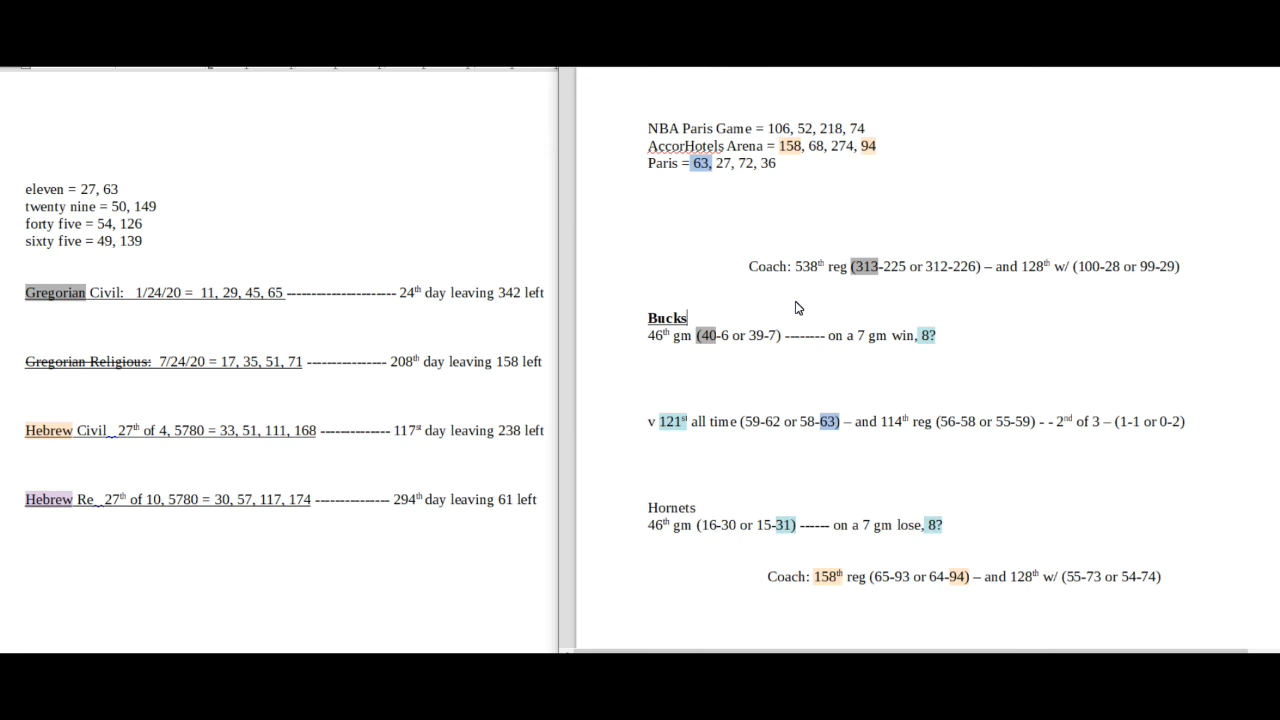 eleven = 27, 63
twenty nine = 50, 149
forty five = 54, 126
sixty five = 49, 139
Gregorian Civil: 1/24/20 = 11, 29, 45, 65 ----------------------- 24th day leaving 342 left
Gregorian Religious: 7/24/20 = 17, 35, 51, 71 ----------------- 208th day leaving 158 left
Hebrew Civil 27th of 4, 5780 = 33, 51, 111, 168 --------------- 117st day leaving 238 left
Hebrew Re 27th of 10, 5780 = 30, 57, 117, 174 ---------------- 294th day leaving 61 left
NBA Paris Game = 106, 52, 218, 74
AccorHotels Arena = 158, 68, 274, 94
Paris = 63, 27, 72, 36
Coach: 538th reg (313-225 or 312-226) – and 128th w/ (100-28 or 99-29)
Bucks
46th gm (40-6 or 39-7) -------- on a 7 gm win, 8?
v 121st all time (59-62 or 58-63) – and 114th reg (56-58 or 55-59) - - 2nd of 3 – (1-1 or 0-2)
Hornets
46th gm (16-30 or 15-31) ------ on a 7 gm lose, 8?
Coach: 158th reg (65-93 or 64-94) – and 128th w/ (55-73 or 54-74)